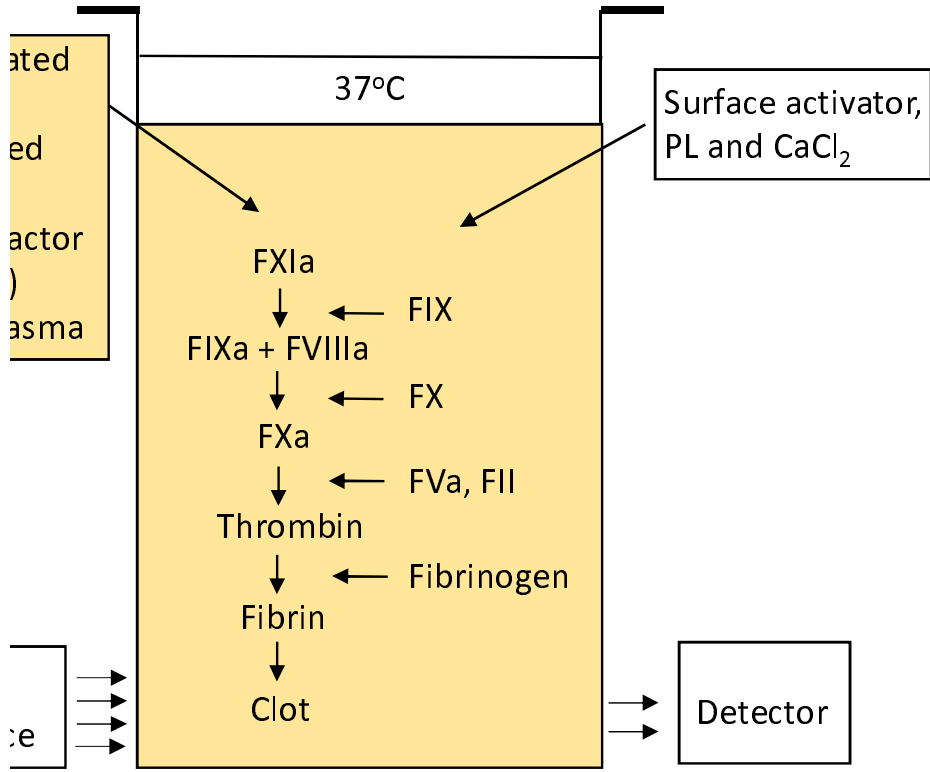 ated
ed
actor
)
asma
37°C
Surface activator,
PL and CaCl₂
FXIa
FIX
FIXa + FVIIIa
FX
FXa
FVa, FII
Thrombin
Fibrinogen
Fibrin
Clot
ce
Detector